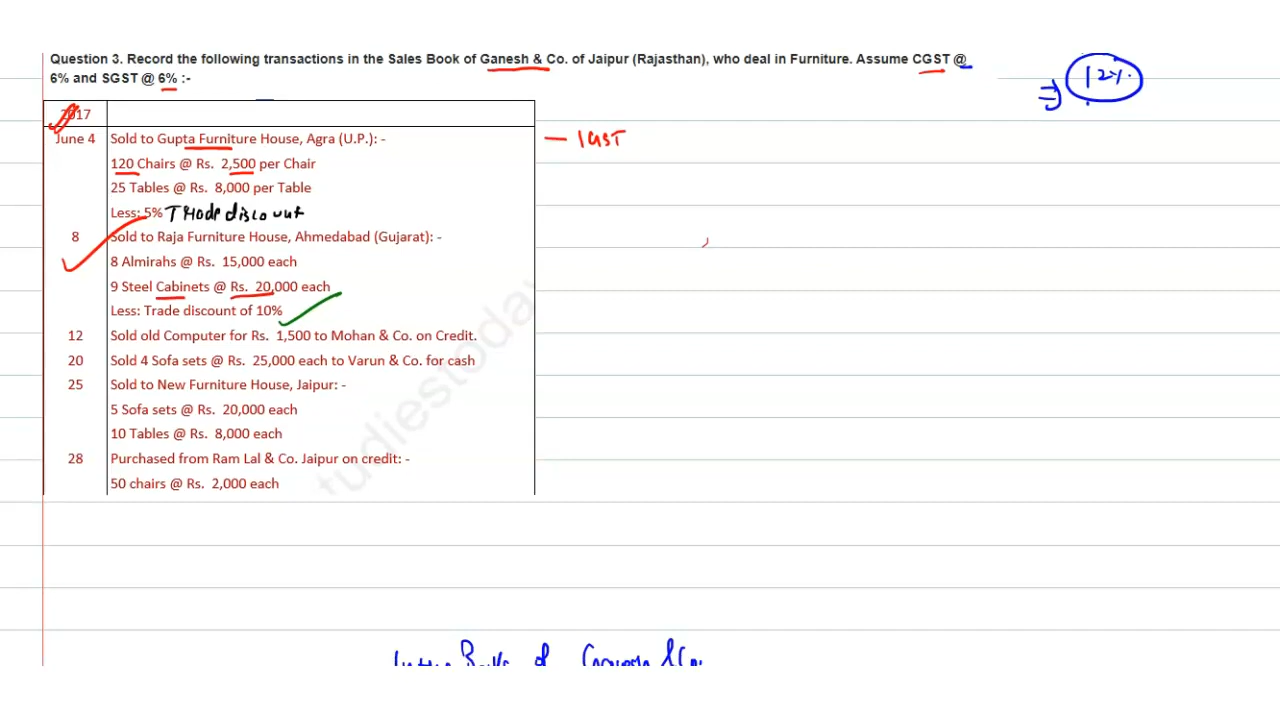 Question 3. Record the following transactions in the Sales Book of Ganesh & Co. of Jaipur (Rajasthan), who deal in Furniture. Assume CGST @
6% and SGST @ 6% :-
12%
2017
June 4 Sold to Gupta Furniture House, Agra (U.P.): - — IGST
120 Chairs @ Rs. 2,500 per Chair
25 Tables @ Rs. 8,000 per Table
Less: 5% Trade discount
8 Sold to Raja Furniture House, Ahmedabad (Gujarat): -
8 Almirahs @ Rs. 15,000 each
9 Steel Cabinets @ Rs. 20,000 each
Less: Trade discount of 10%
12 Sold old Computer for Rs. 1,500 to Mohan & Co. on Credit.
20 Sold 4 Sofa sets @ Rs. 25,000 each to Varun & Co. for cash
25 Sold to New Furniture House, Jaipur: -
5 Sofa sets @ Rs. 20,000 each
10 Tables @ Rs. 8,000 each
28 Purchased from Ram Lal & Co. Jaipur on credit: -
50 chairs @ Rs. 2,000 each
tudiestoday
of Ganesh & Co.